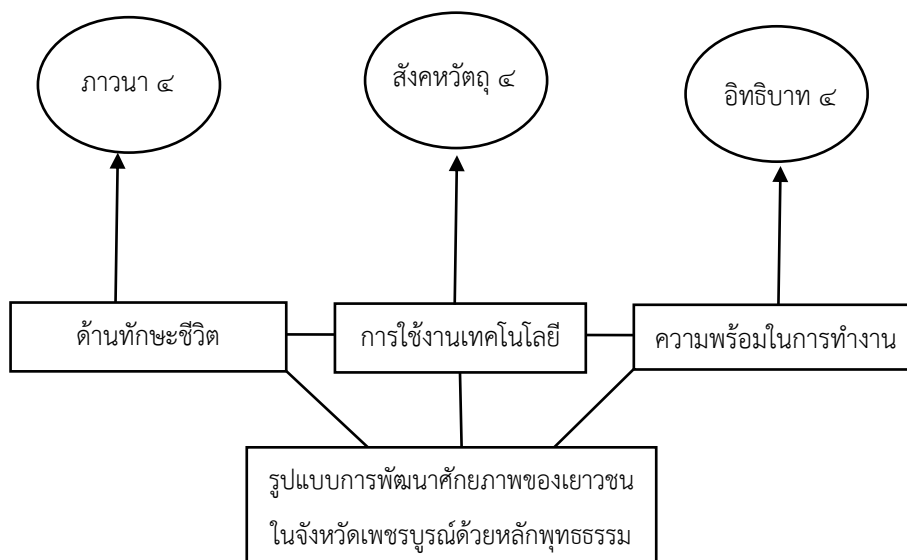 ภาวนา ๔
สังคหวัตถุ ๔
อิทธิบาท ๔
ด้านทักษะชีวิต
การใช้งานเทคโนโลยี
ความพร้อมในการทำงาน
รูปแบบการพัฒนาศักยภาพของเยาวชน
ในจังหวัดเพชรบูรณ์ด้วยหลักพุทธธรรม